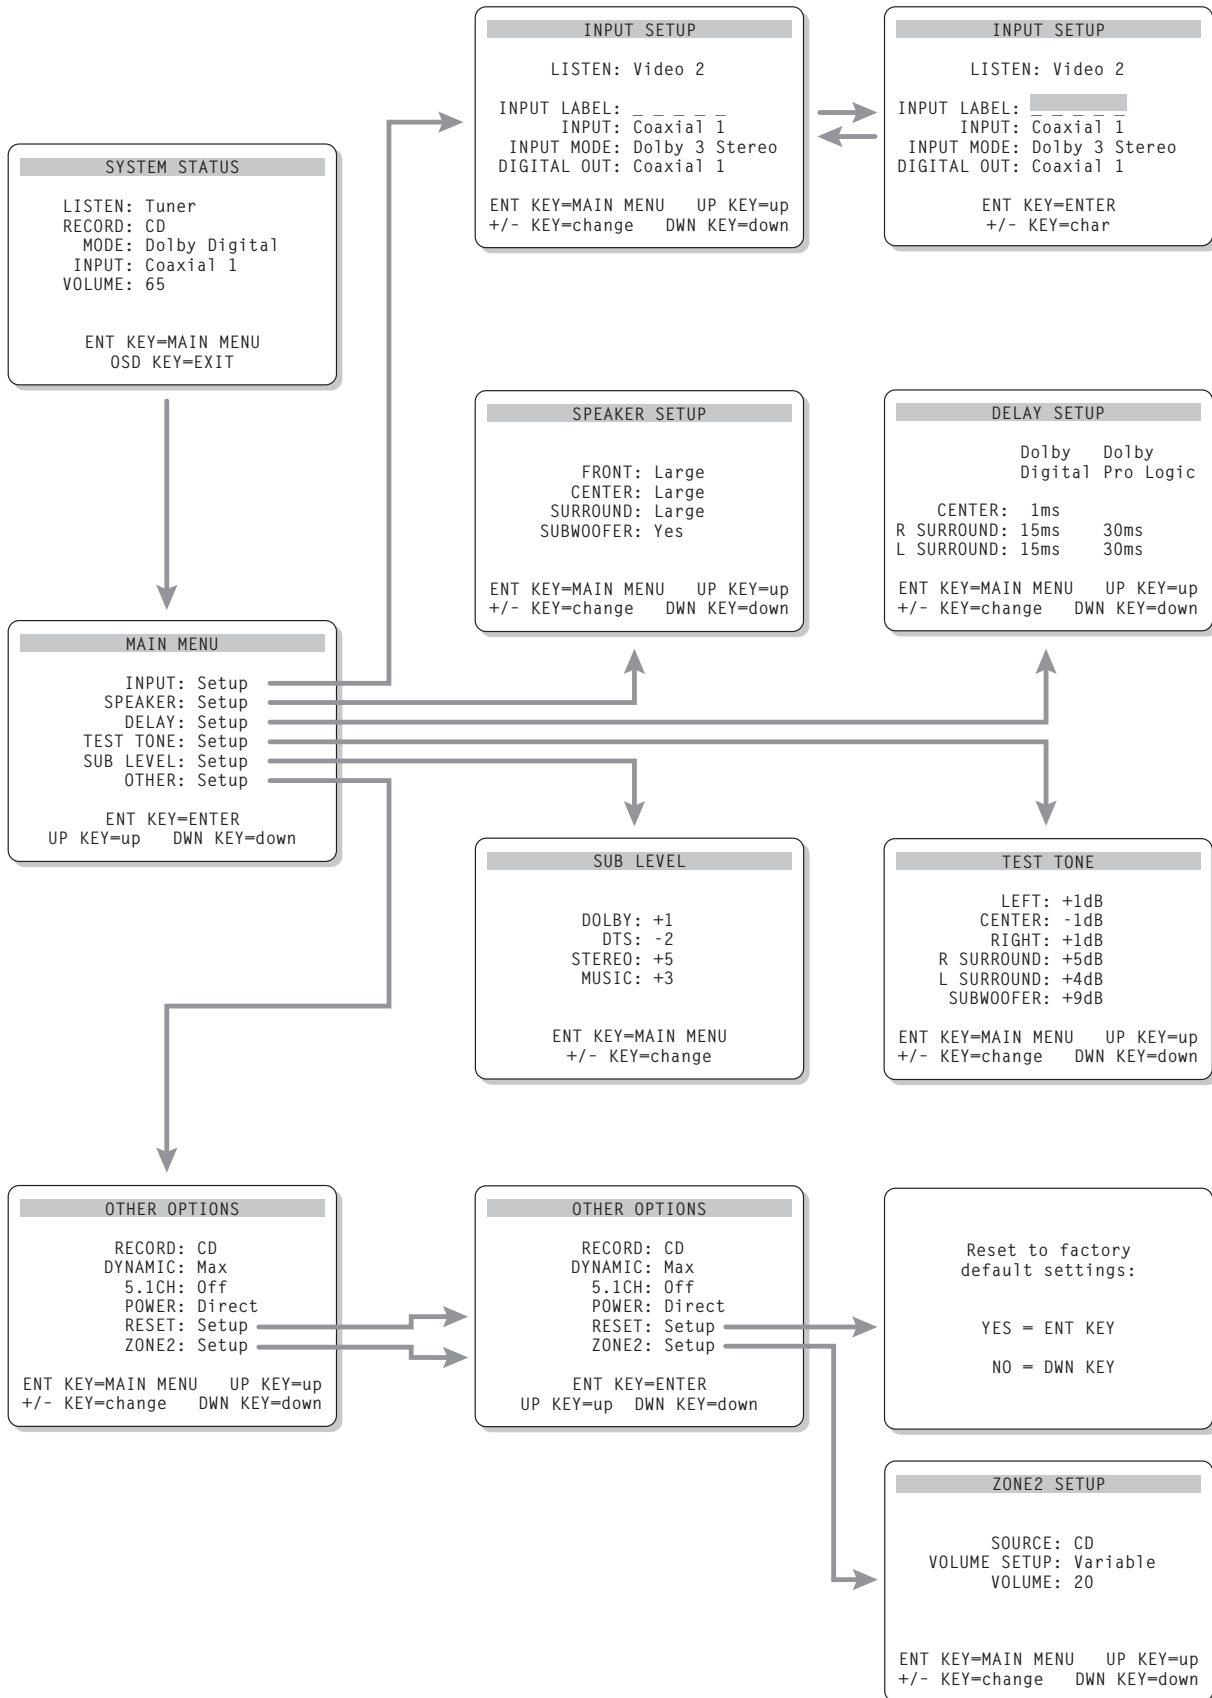 INPUT SETUP
LISTEN: Video 2
INPUT LABEL: _ _ _ _ _
INPUT: Coaxial 1
INPUT MODE: Dolby 3 Stereo
DIGITAL OUT: Coaxial 1
ENT KEY=MAIN MENU UP KEY=up
+/- KEY=change DWN KEY=down
INPUT SETUP
LISTEN: Video 2
INPUT LABEL: _ _ _ _ _
INPUT: Coaxial 1
INPUT MODE: Dolby 3 Stereo
DIGITAL OUT: Coaxial 1
ENT KEY=ENTER
+/- KEY=char
SYSTEM STATUS
LISTEN: Tuner
RECORD: CD
MODE: Dolby Digital
INPUT: Coaxial 1
VOLUME: 65
ENT KEY=MAIN MENU
OSD KEY=EXIT
SPEAKER SETUP
FRONT: Large
CENTER: Large
SURROUND: Large
SUBWOOFER: Yes
ENT KEY=MAIN MENU UP KEY=up
+/- KEY=change DWN KEY=down
DELAY SETUP
Dolby Dolby
Digital Pro Logic
CENTER: 1ms
R SURROUND: 15ms 30ms
L SURROUND: 15ms 30ms
ENT KEY=MAIN MENU UP KEY=up
+/- KEY=change DWN KEY=down
MAIN MENU
INPUT: Setup
SPEAKER: Setup
DELAY: Setup
TEST TONE: Setup
SUB LEVEL: Setup
OTHER: Setup
ENT KEY=ENTER
UP KEY=up DWN KEY=down
SUB LEVEL
DOLBY: +1
DTS: -2
STEREO: +5
MUSIC: +3
ENT KEY=MAIN MENU
+/- KEY=change
TEST TONE
LEFT: +1dB
CENTER: -1dB
RIGHT: +1dB
R SURROUND: +5dB
L SURROUND: +4dB
SUBWOOFER: +9dB
ENT KEY=MAIN MENU UP KEY=up
+/- KEY=change DWN KEY=down
OTHER OPTIONS
RECORD: CD
DYNAMIC: Max
5.1CH: Off
POWER: Direct
RESET: Setup
ZONE2: Setup
ENT KEY=MAIN MENU UP KEY=up
+/- KEY=change DWN KEY=down
OTHER OPTIONS
RECORD: CD
DYNAMIC: Max
5.1CH: Off
POWER: Direct
RESET: Setup
ZONE2: Setup
ENT KEY=ENTER
UP KEY=up DWN KEY=down
Reset to factory
default settings:
YES = ENT KEY
NO = DWN KEY
ZONE2 SETUP
SOURCE: CD
VOLUME SETUP: Variable
VOLUME: 20
ENT KEY=MAIN MENU UP KEY=up
+/- KEY=change DWN KEY=down